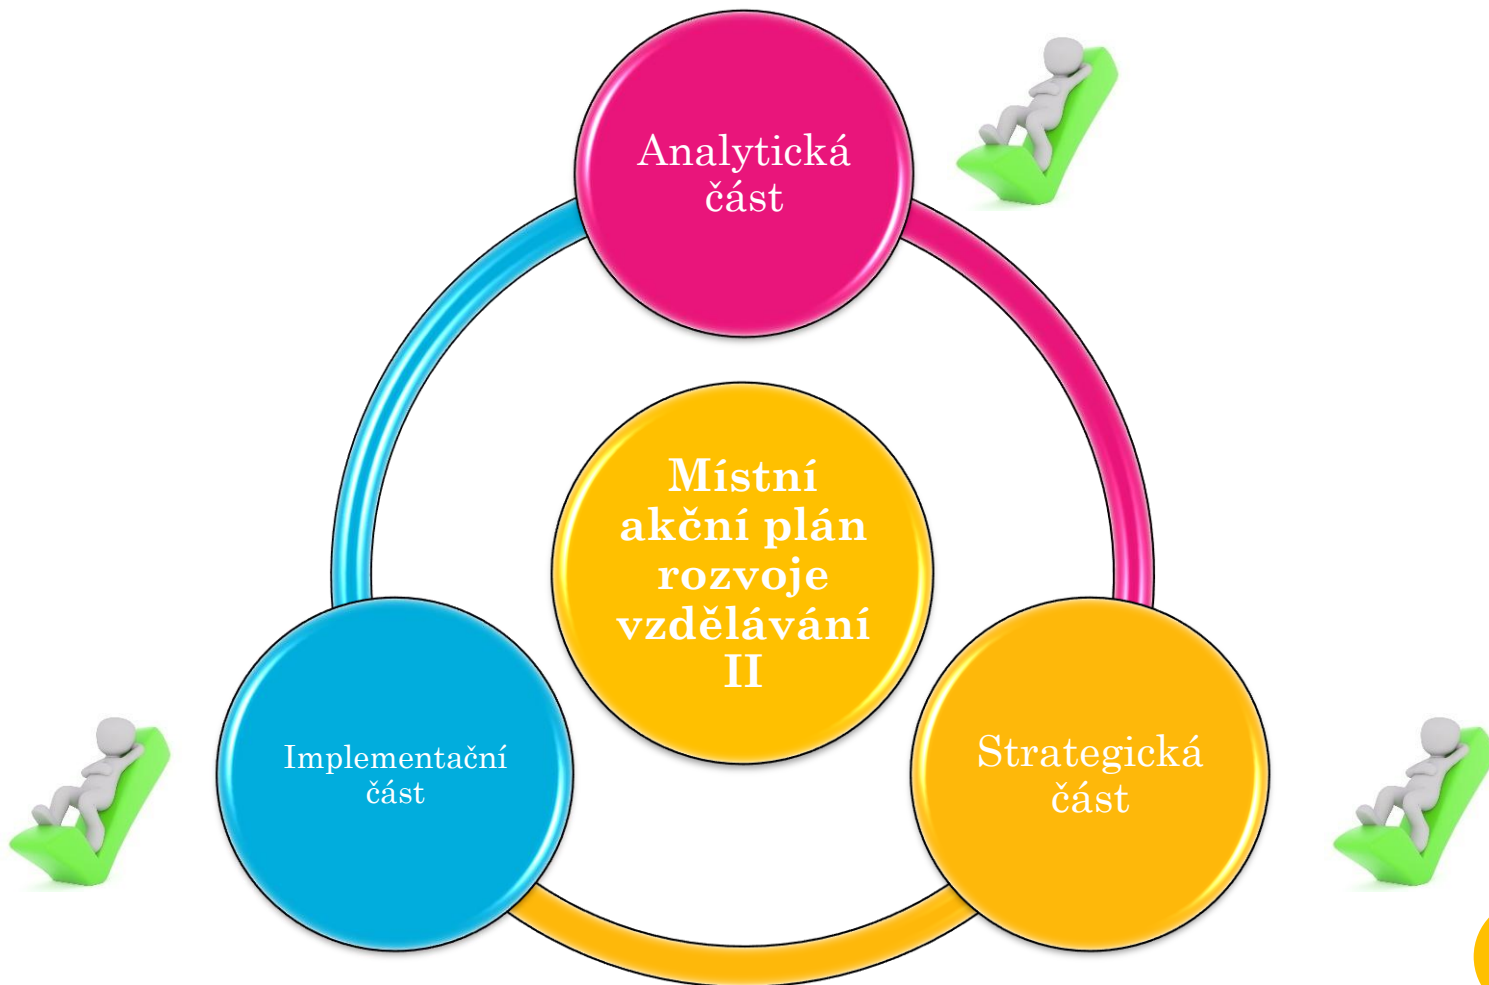 Analytická
část
Místní
akční plán
rozvoje
vzdělávání
II
Implementační
část
Strategická
část